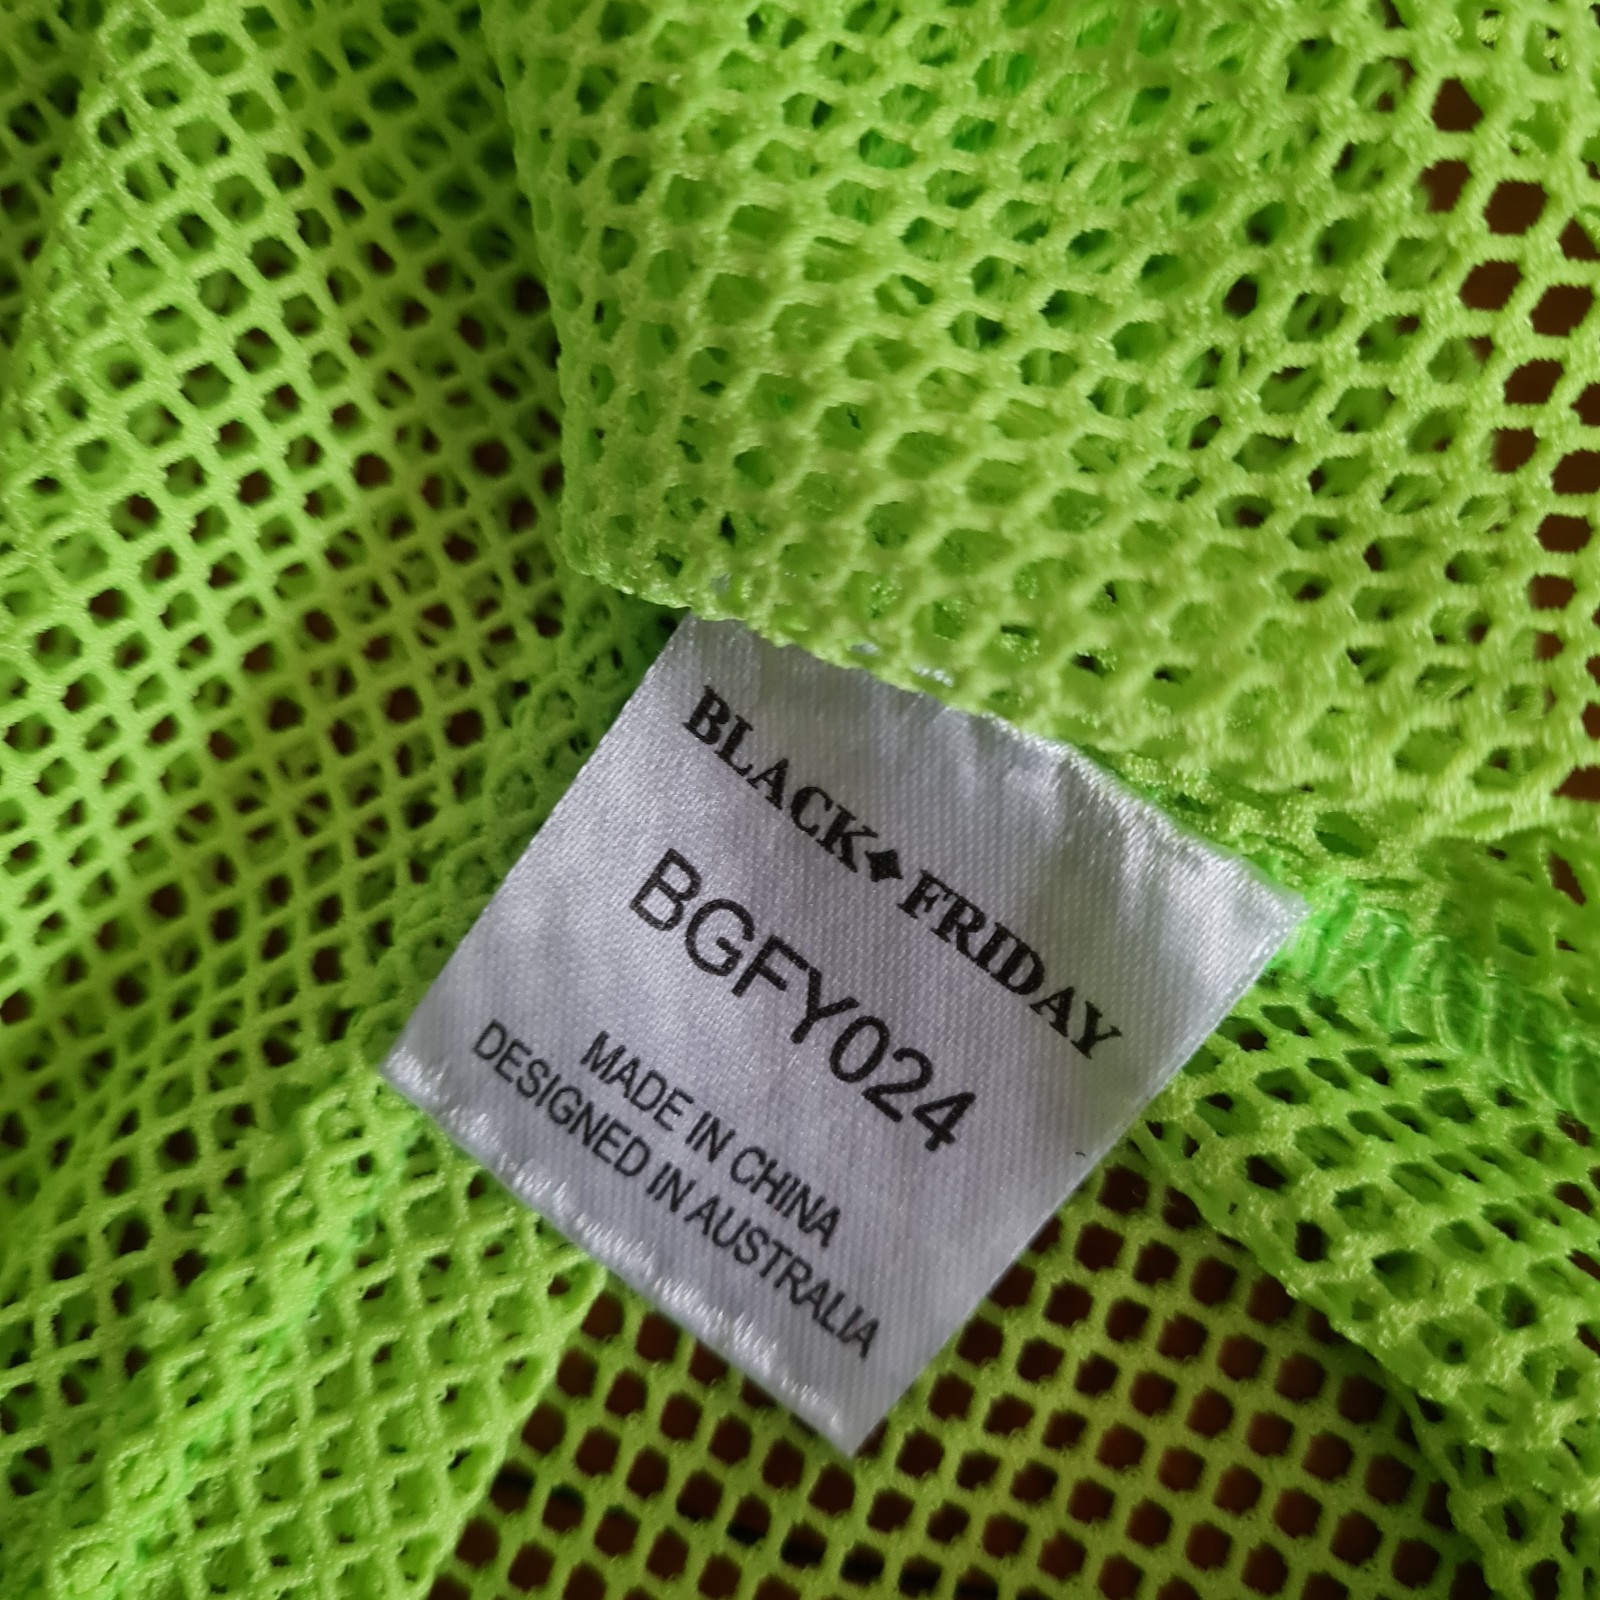 BLACK◆FRIDAY
BGFY024
MADE IN CHINA
DESIGNED IN AUSTRALIA